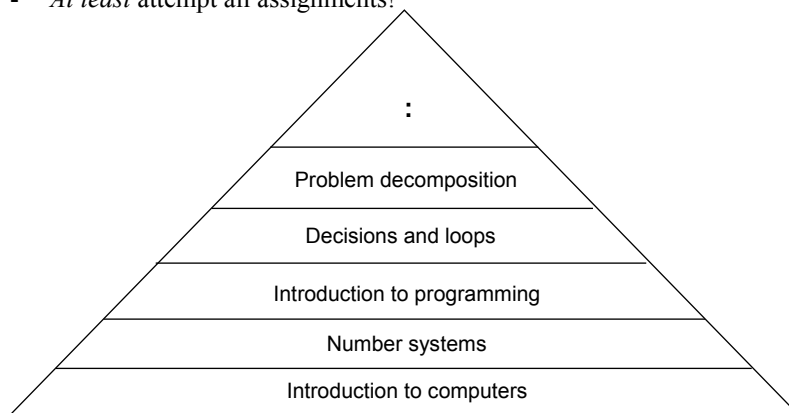 - At least attempt all assignments!
:
Problem decomposition
Decisions and loops
Introduction to programming
Number systems
Introduction to computers